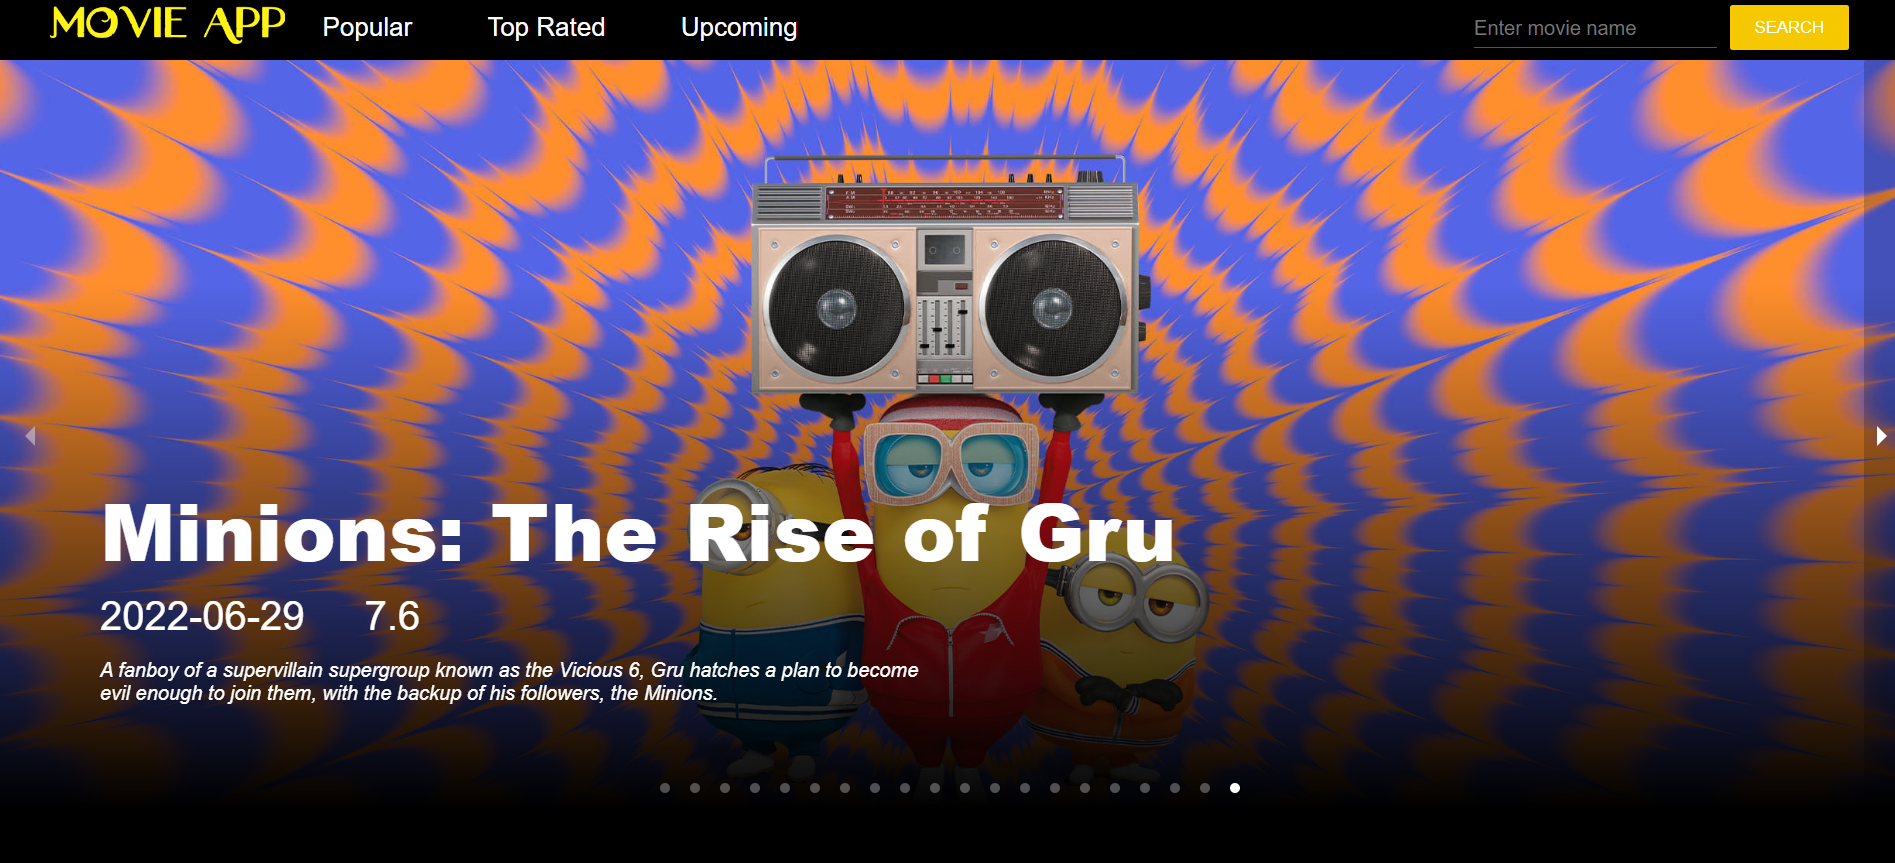 MOVIE APP
Popular
Top Rated
Upcoming
Enter movie name
SEARCH
Minions: The Rise of Gru
2022-06-29 7.6
A fanboy of a supervillain supergroup known as the Vicious 6, Gru hatches a plan to become
evil enough to join them, with the backup of his followers, the Minions.